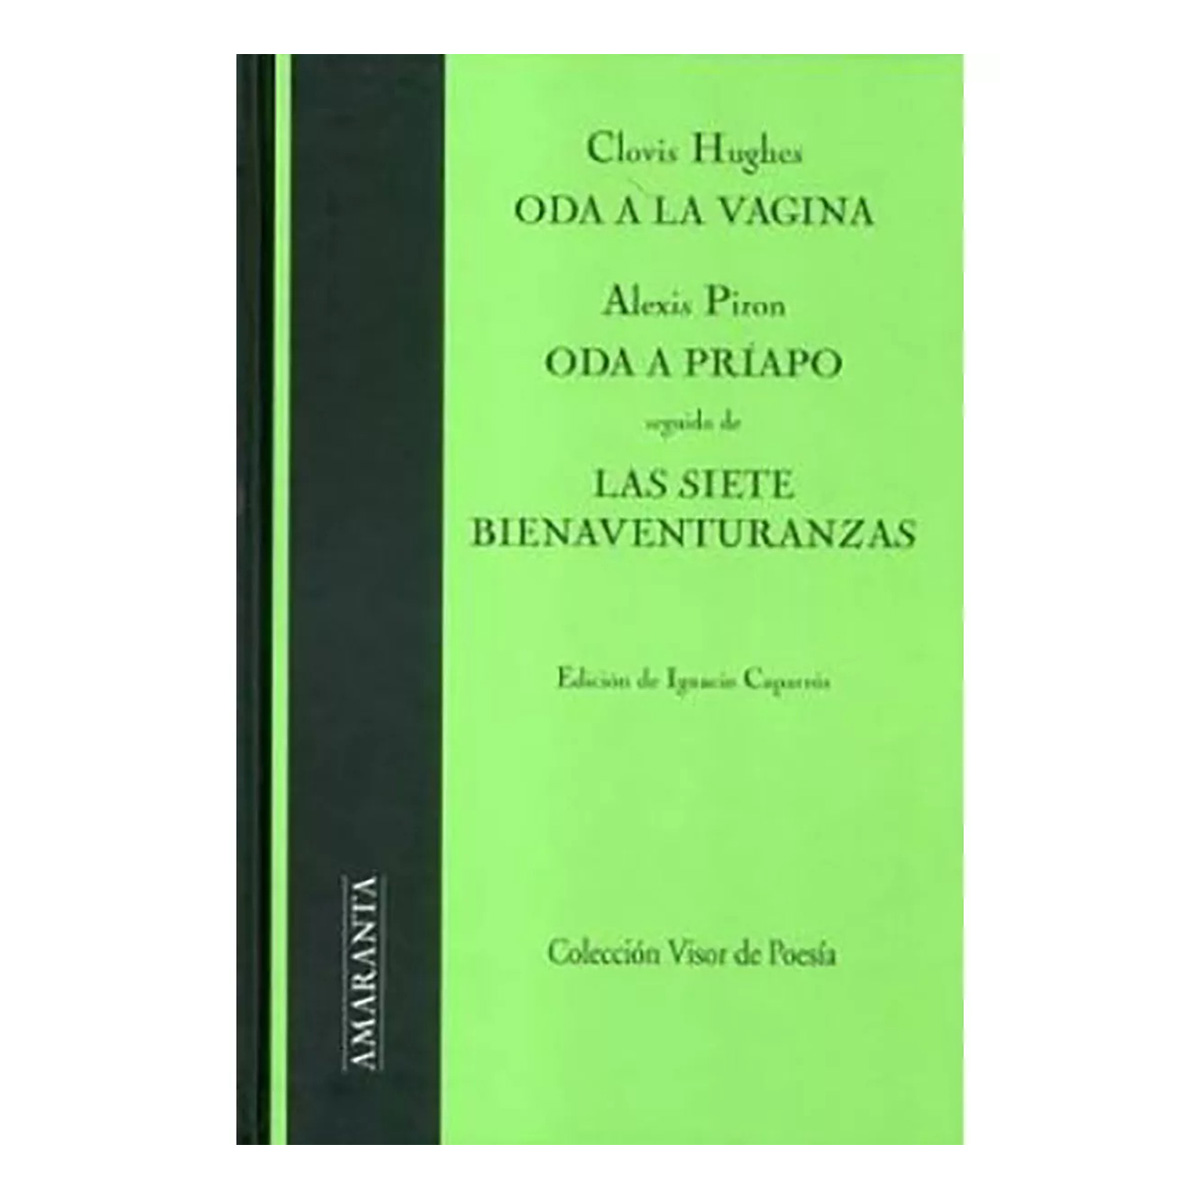 Clovis Hughes
ODA A LA VAGINA
Alexis Piron
ODA A PRÍAPO
seguido de
LAS SIETE
BIENAVENTURANZAS
Edición de Ignacio Caparrós
Colección Visor de Poesía
AMARANTA